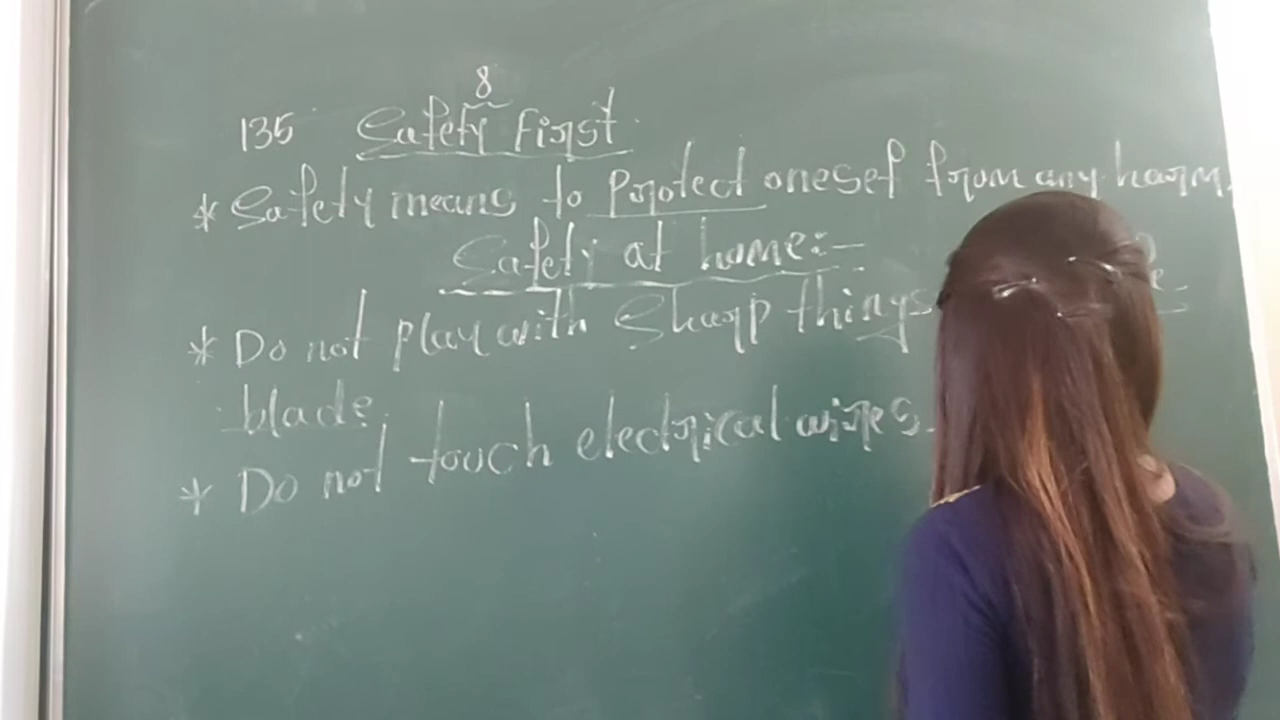 8
135 Safety First
* Safety means to Protect onesef from any harm.
Safety at home:-
* Do not play with Sharp things
blade.
* Do not touch electrical wires.